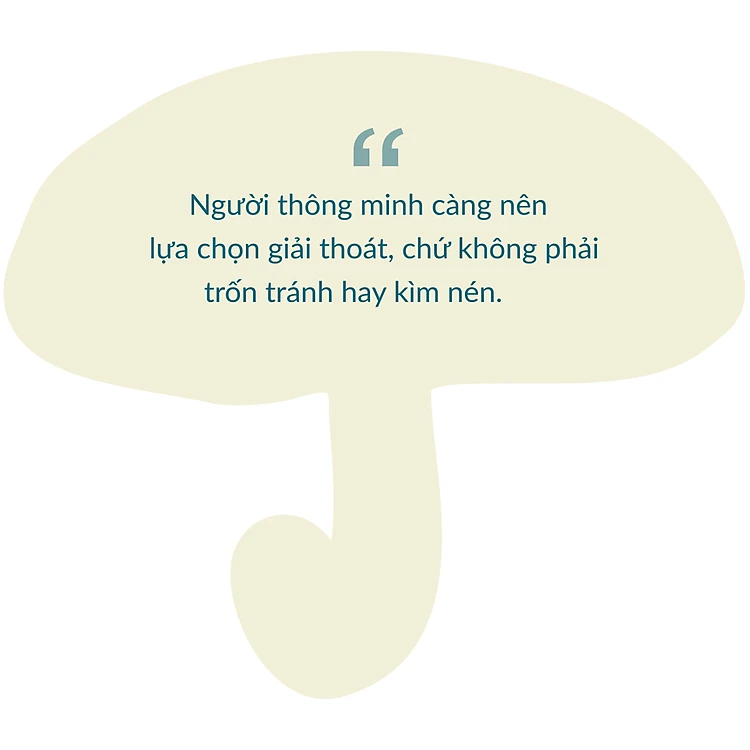 “
Người thông minh càng nên
lựa chọn giải thoát, chứ không phải
trốn tránh hay kìm nén.